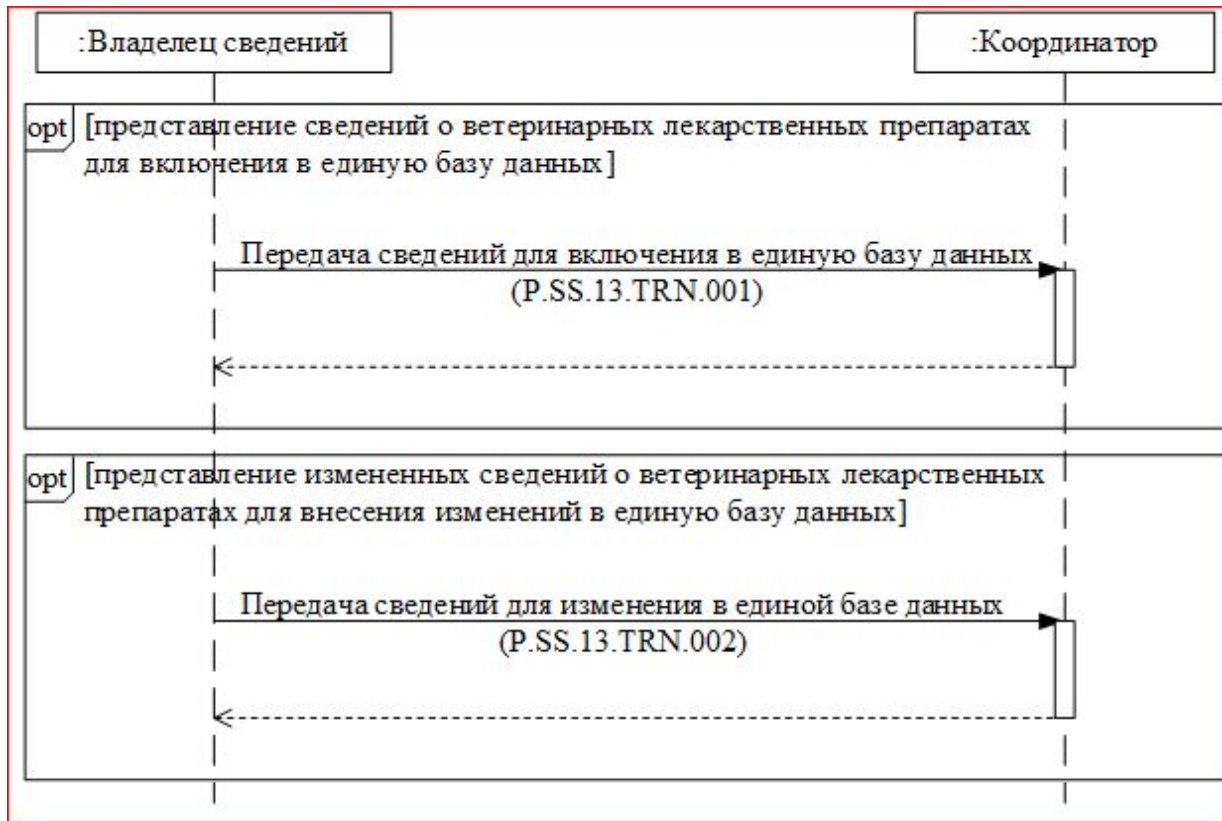 :Владелец сведений
:Координатор
opt [представление сведений о ветеринарных лекарственных препаратах
для включения в единую базу данных]
Передача сведений для включения в единую базу данных
(P.SS.13.TRN.001)
opt [представление измененных сведений о ветеринарных лекарственных
препаратах для внесения изменений в единую базу данных]
Передача сведений для изменения в единой базе данных
(P.SS.13.TRN.002)